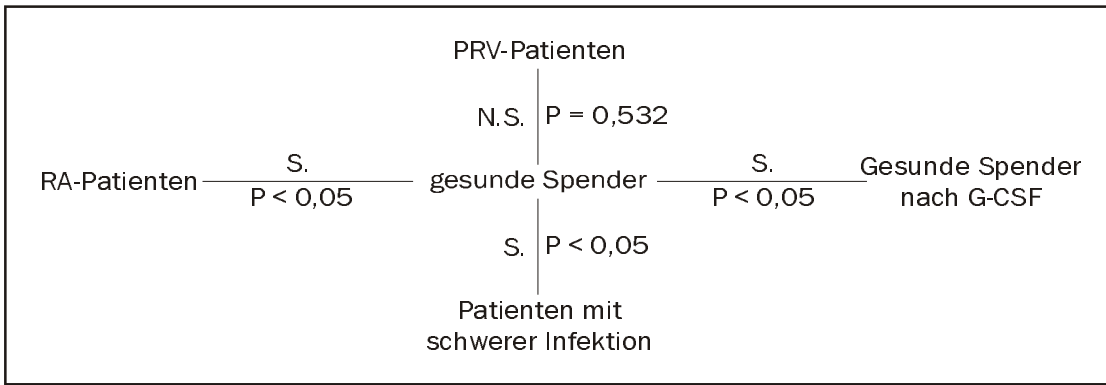 PRV-Patienten
N.S. P = 0,532
S. S.
RA-Patienten gesunde Spender Gesunde Spender
P < 0,05 P < 0,05 nach G-CSF
S. P < 0,05
Patienten mit
schwerer Infektion